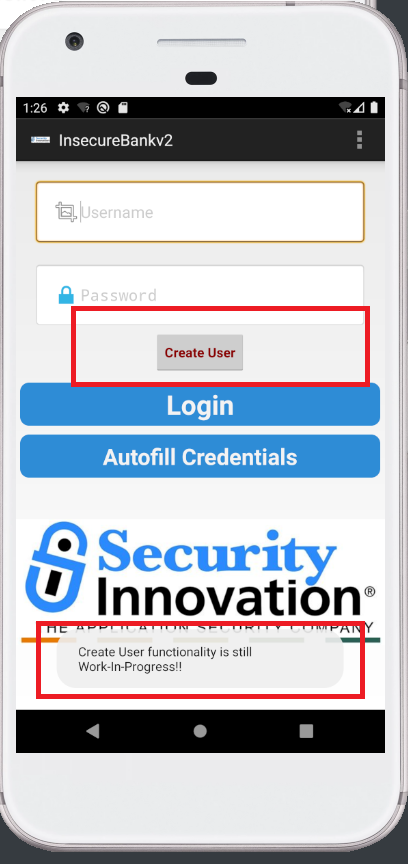 1:26
InsecureBankv2
Username
Password
Create User
Login
Autofill Credentials
Security
Innovation®
THE APPLICATION SECURITY COMPANY
Create User functionality is still
Work-In-Progress!!